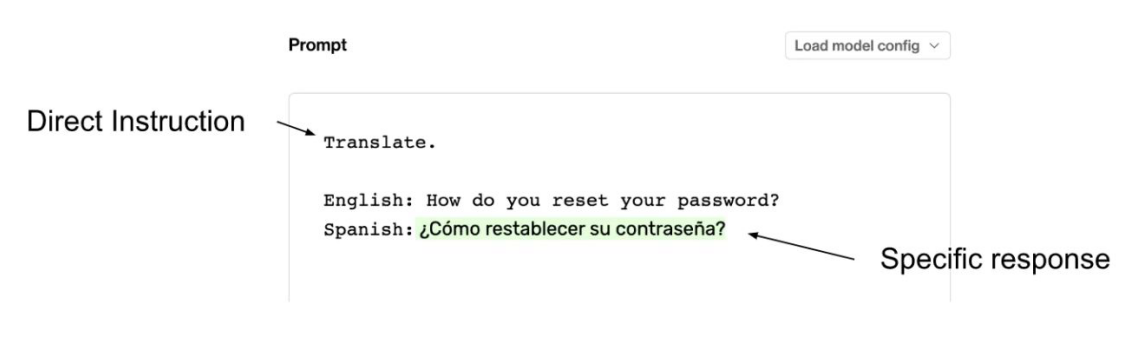 Prompt
Load model config
Direct Instruction
Translate.
English: How do you reset your password?
Spanish: ¿Cómo restablecer su contraseña?
Specific response